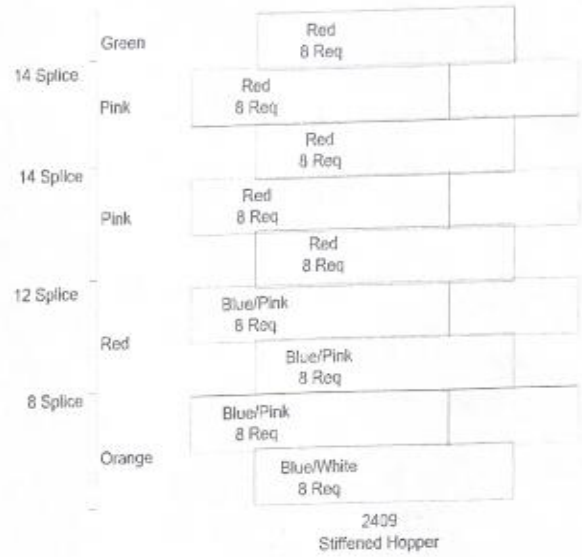 Green
Red
8 Req
14 Splice
Red
8 Req
Pink
Red
8 Req
14 Splice
Red
8 Req
Pink
Red
8 Req
12 Splice
Blue/Pink
8 Req
Red
Blue/Pink
8 Req
8 Splice
Blue/Pink
8 Req
Orange
Blue/White
8 Req
2409
Stiffened Hopper